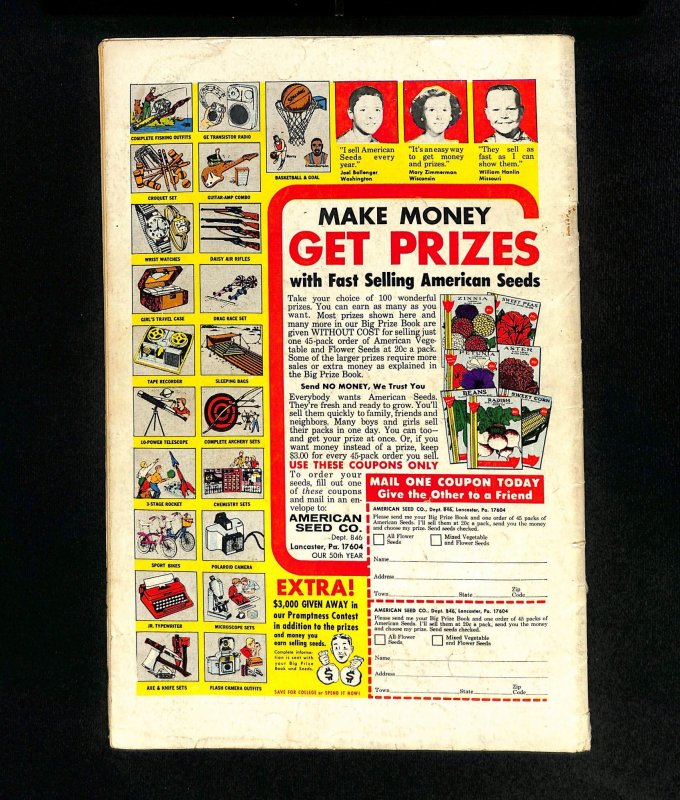 COMPLETE FISHING OUTFITS
GE TRANSISTOR RADIO
SPALDING
BASKETBALL & GOAL
CROQUET SET
GUITAR-AMP COMBO
WRIST WATCHES
DAISY AIR RIFLES
GIRL'S TRAVEL CASE
DRAG RACE SET
TAPE RECORDER
SLEEPING BAGS
10-POWER TELESCOPE
COMPLETE ARCHERY SETS
3-STAGE ROCKET
CHEMISTRY SETS
SPORT BIKES
POLAROID CAMERA
JR. TYPEWRITER
MICROSCOPE SETS
AXE & KNIFE SETS
FLASH CAMERA OUTFITS
"I sell American
Seeds every
year."
Joel Ballenger
Washington
"It's an easy way
to get money
and prizes."
Mary Zimmerman
Wisconsin
"They sell as
fast as I can
show them."
William Hanlin
Missouri
MAKE MONEY
GET PRIZES
with Fast Selling American Seeds
Take your choice of 100 wonderful
prizes. You can earn as many as you
want. Most prizes shown here and
many more in our Big Prize Book are
given WITHOUT COST for selling just
one 45-pack order of American Vege-
table and Flower Seeds at 20c a pack.
Some of the larger prizes require more
sales or extra money as explained in
the Big Prize Book.
Send NO MONEY, We Trust You
Everybody wants American Seeds.
They're fresh and ready to grow. You'll
sell them quickly to family, friends and
neighbors. Many boys and girls sell
their packs in one day. You can too—
and get your prize at once. Or, if you
want money instead of a prize, keep
$3.00 for every 45-pack order you sell.
USE THESE COUPONS ONLY
To order your
seeds, fill out one
of these coupons
and mail in an en-
velope to:
AMERICAN
SEED CO.
Dept. 846
Lancaster, Pa. 17604
OUR 50th YEAR
ZINNIA
SWEET PEAS
PETUNIA
ASTER
BEANS
RADISH
SWEET CORN
MAIL ONE COUPON TODAY
Give the Other to a Friend
AMERICAN SEED CO., Dept. 846, Lancaster, Pa. 17604
Please send me your Big Prize Book and one order of 45 packs
of American Seeds. I'll sell them at 20c a pack, send you the money
and choose my prize. Send seeds checked.
All Flower
Seeds
Mixed Vegetable
and Flower Seeds
Name
Address
Town State Zip Code
AMERICAN SEED CO., Dept. 846, Lancaster, Pa. 17604
Please send me your Big Prize Book and one order of 45 packs of
American Seeds. I'll sell them at 20c a pack, send you the money
and choose my prize. Send seeds checked.
All Flower
Seeds
Mixed Vegetable
and Flower Seeds
Name
Address
Town State Zip Code
EXTRA!
$3,000 GIVEN AWAY in
our Promptness Contest
in addition to the prizes
and money you
earn selling seeds.
Complete informa-
tion is sent with
your Big Prize
Book and Seeds.
$ $
SAVE FOR COLLEGE or SPEND IT NOW!